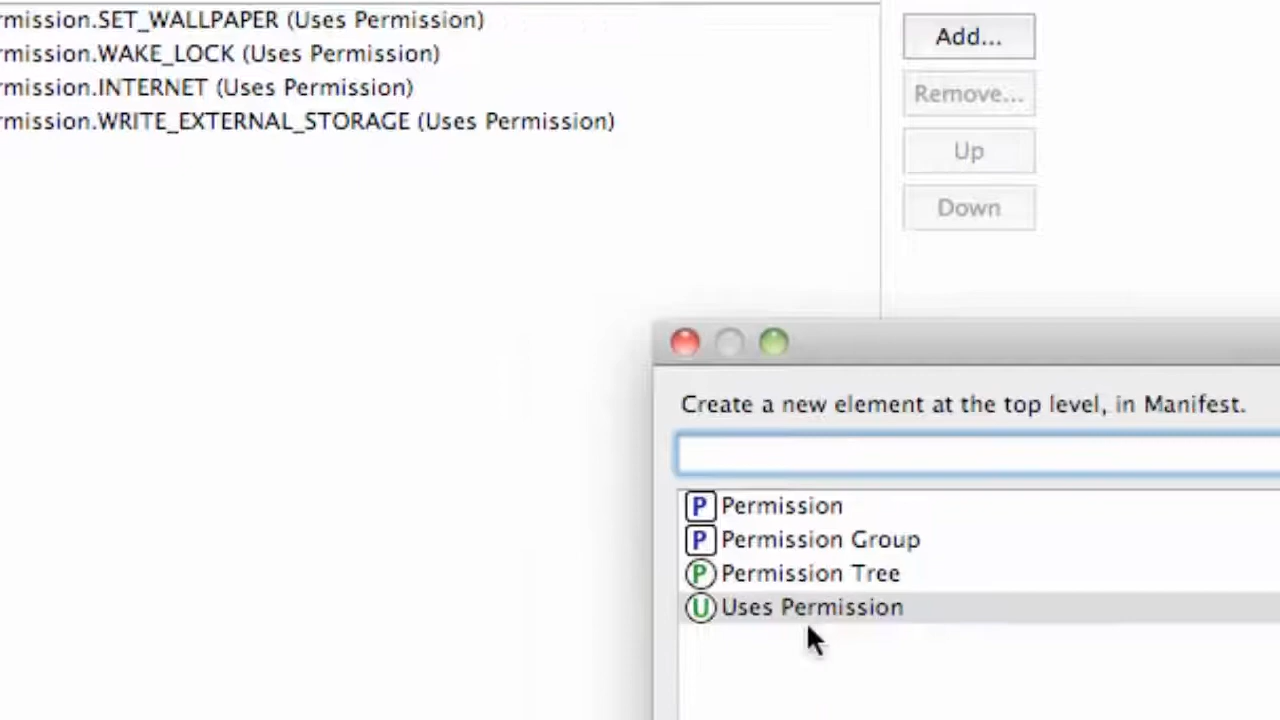 rmission.SET_WALLPAPER (Uses Permission)
rmission.WAKE_LOCK (Uses Permission)
rmission.INTERNET (Uses Permission)
rmission.WRITE_EXTERNAL_STORAGE (Uses Permission)
Add...
Remove...
Up
Down
Create a new element at the top level, in Manifest.
P Permission
P Permission Group
P Permission Tree
U Uses Permission